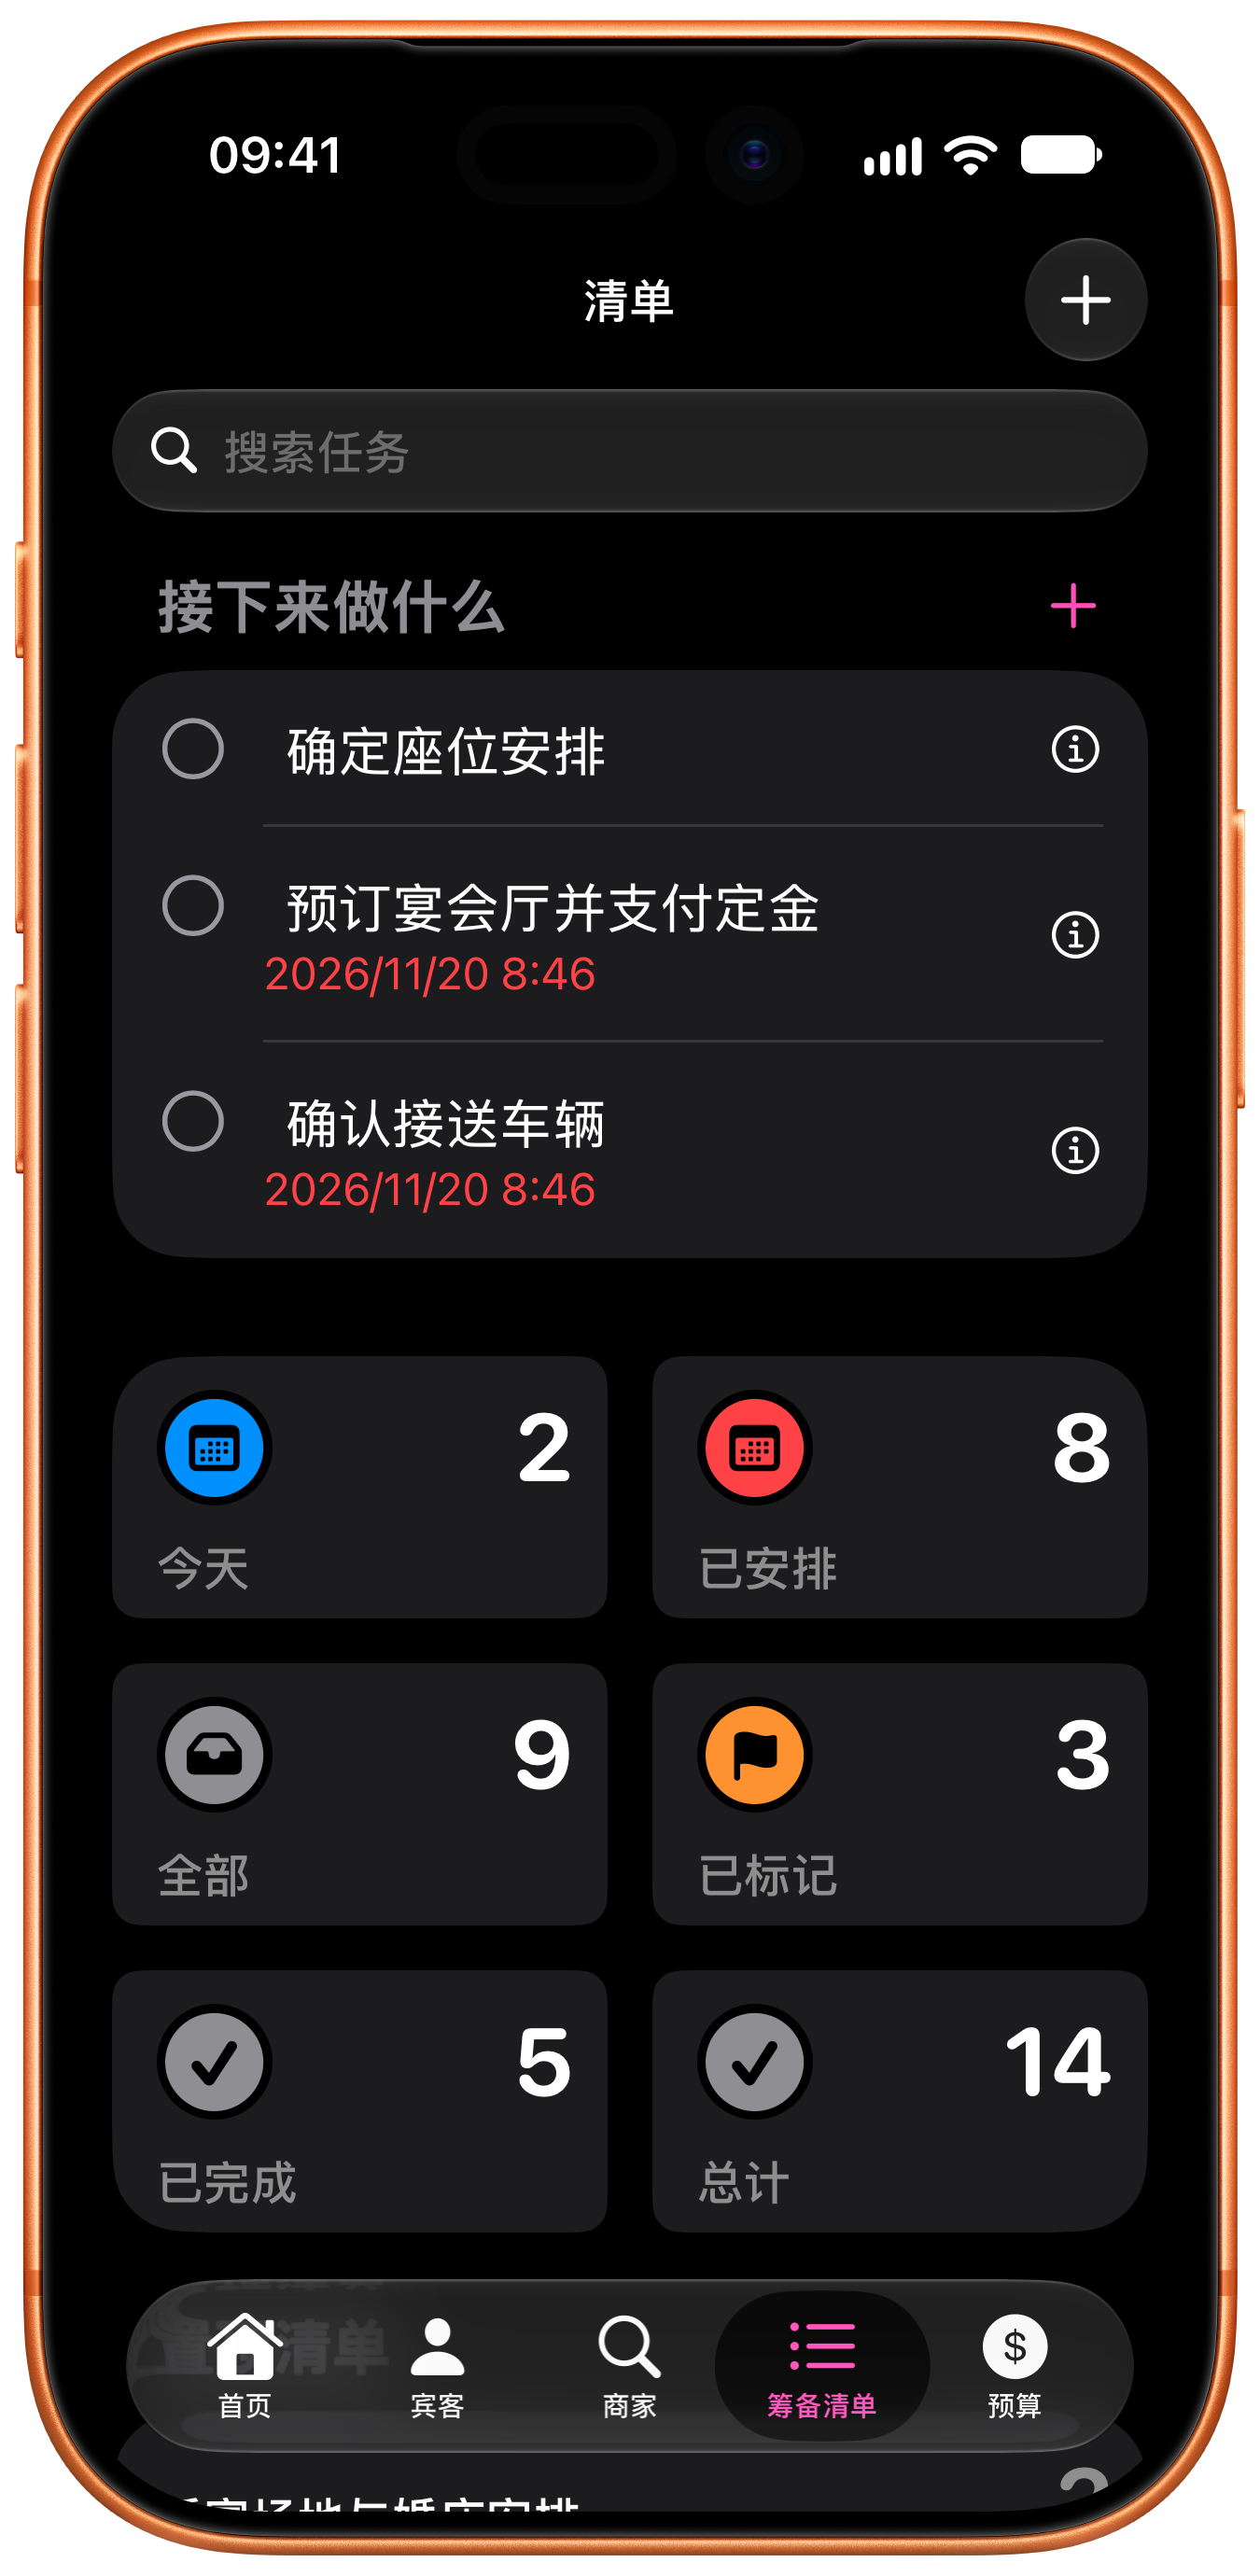 09:41
清单
搜索任务
接下来做什么
确定座位安排
预订宴会厅并支付定金
2026/11/20 8:46
确认接送车辆
2026/11/20 8:46
2
今天
8
已安排
9
全部
3
已标记
5
已完成
14
总计
清单
首页
宾客
商家
筹备清单
预算